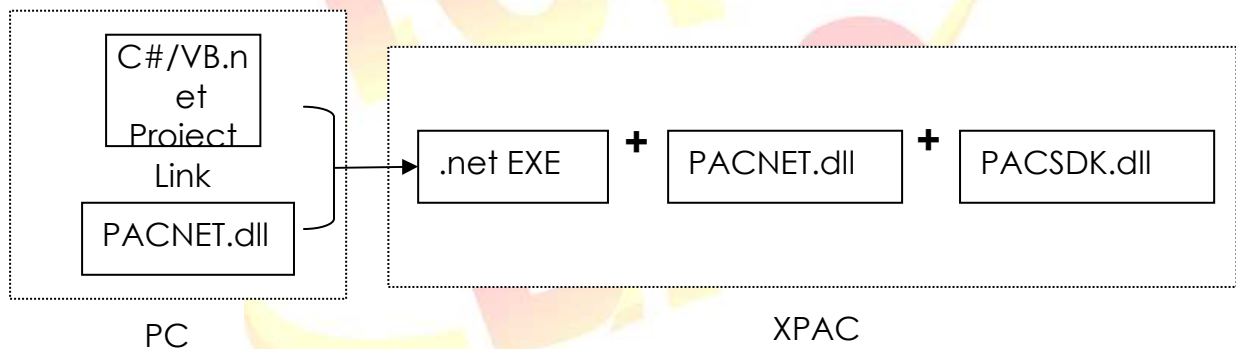 C#/VB.n
et
Project
Link
PACNET.dll
.net EXE + PACNET.dll + PACSDK.dll
PC
XPAC